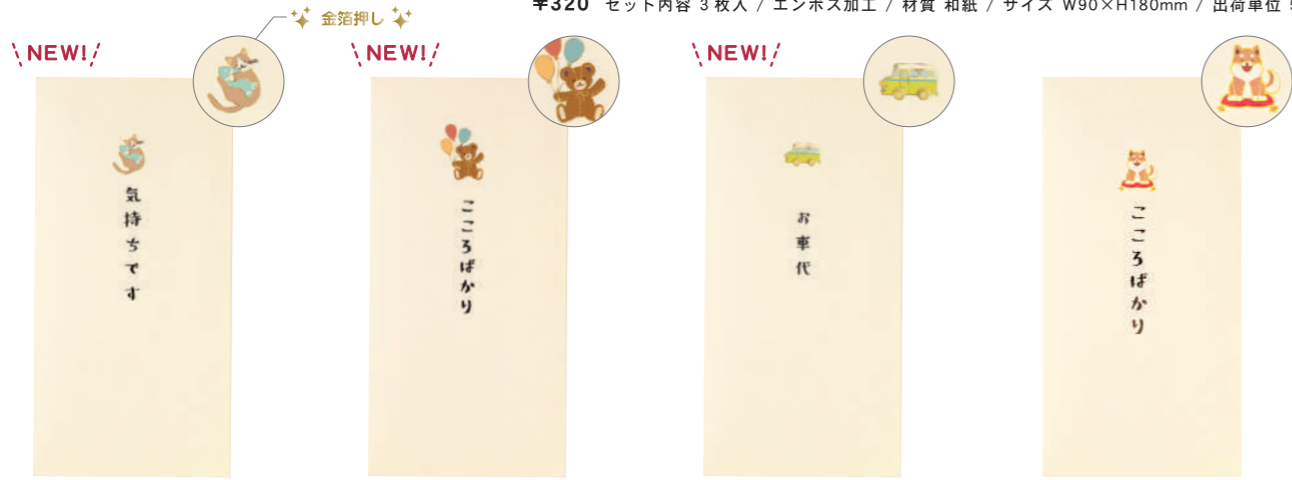 ¥320 セット内容 3枚入 / エンボス加工 / 材質 和紙 / サイズ W90×H180mm / 出荷単位
金箔押し
NEW!
NEW!
NEW!
気持ちです
こころばかり
お車代
こころばかり